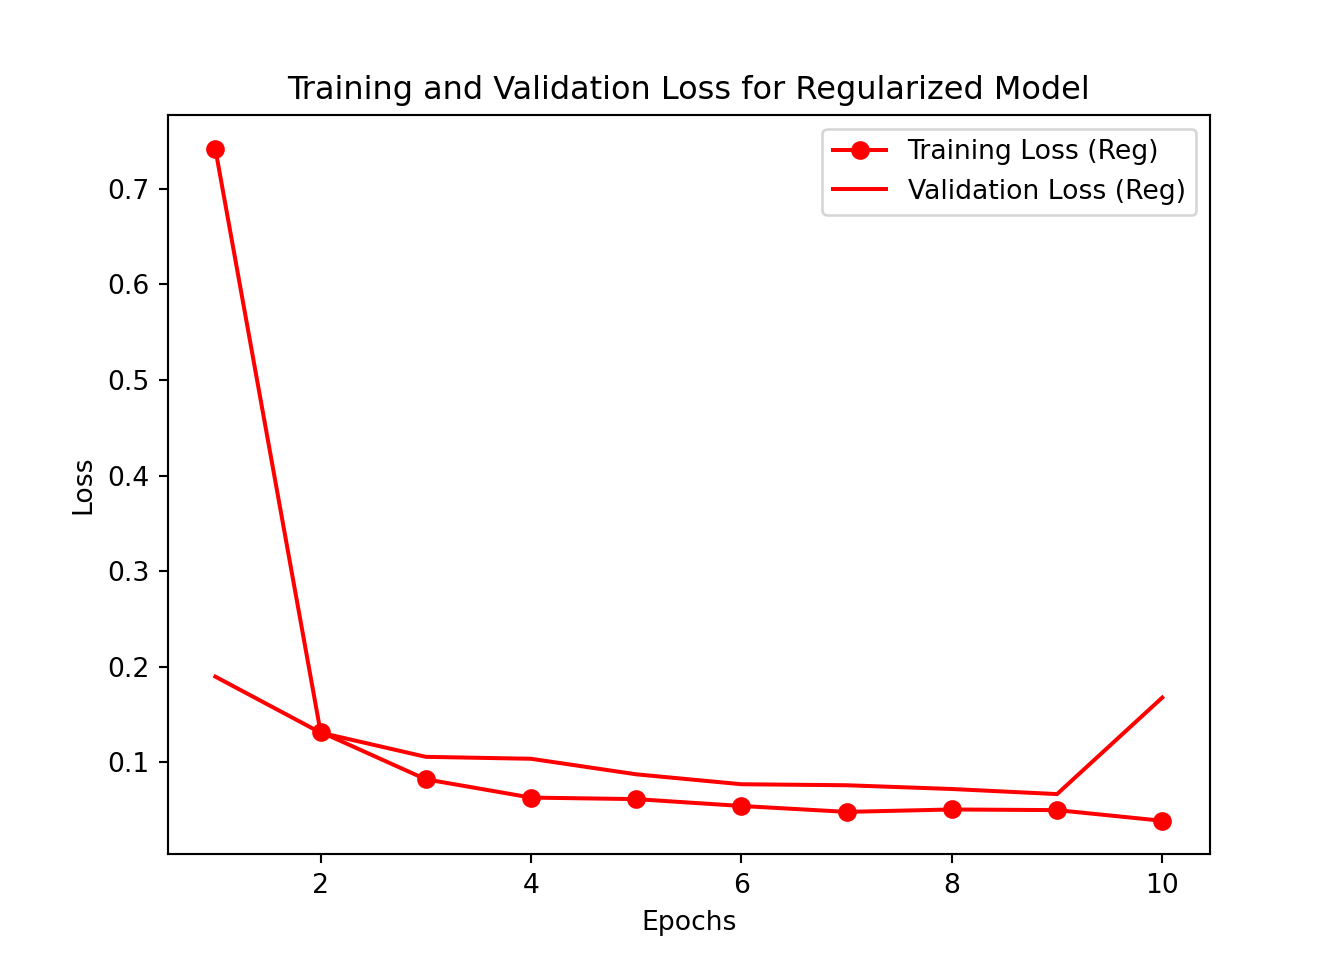 Training and Validation Loss for Regularized Model
Training Loss (Reg)
Validation Loss (Reg)
Loss
0.7
0.6
0.5
0.4
0.3
0.2
0.1
2 4 6 8 10
Epochs